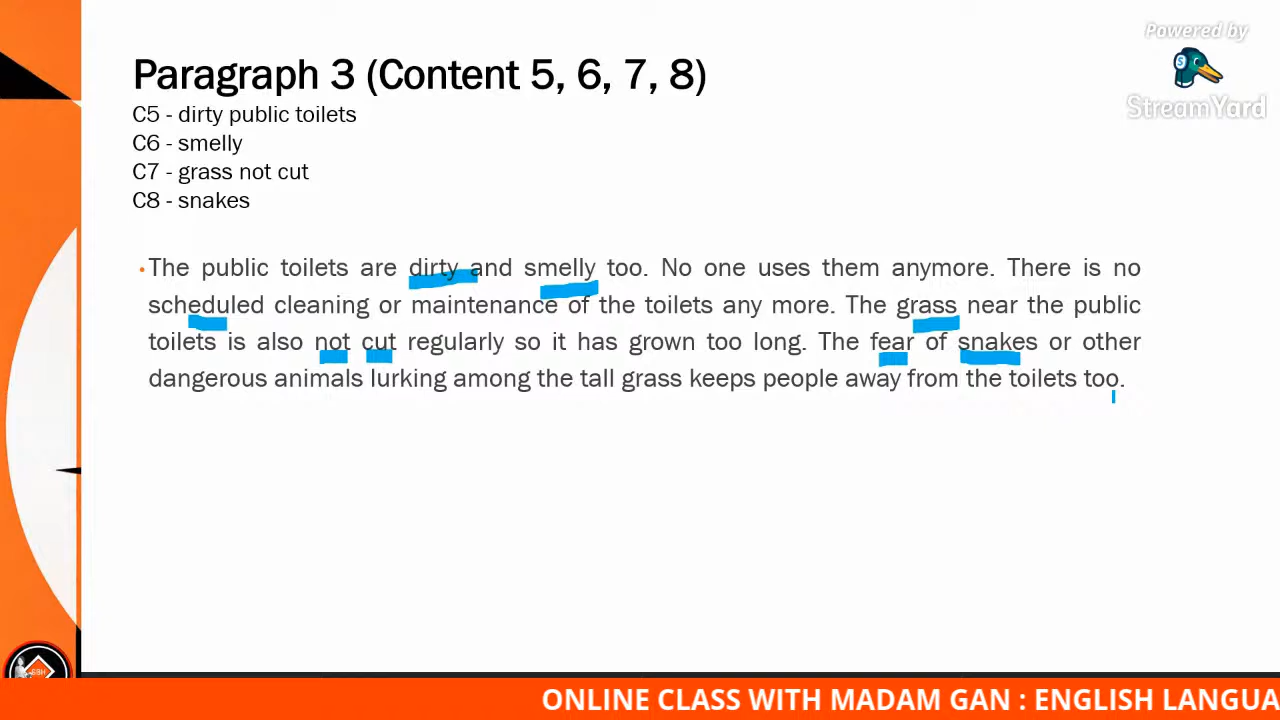 Powered by
StreamYard
Paragraph 3 (Content 5, 6, 7, 8)
C5 - dirty public toilets
C6 - smelly
C7 - grass not cut
C8 - snakes
• The public toilets are dirty and smelly too. No one uses them anymore. There is no
scheduled cleaning or maintenance of the toilets any more. The grass near the public
toilets is also not cut regularly so it has grown too long. The fear of snakes or other
dangerous animals lurking among the tall grass keeps people away from the toilets too.
ONLINE CLASS WITH MADAM GAN : ENGLISH LANGUA